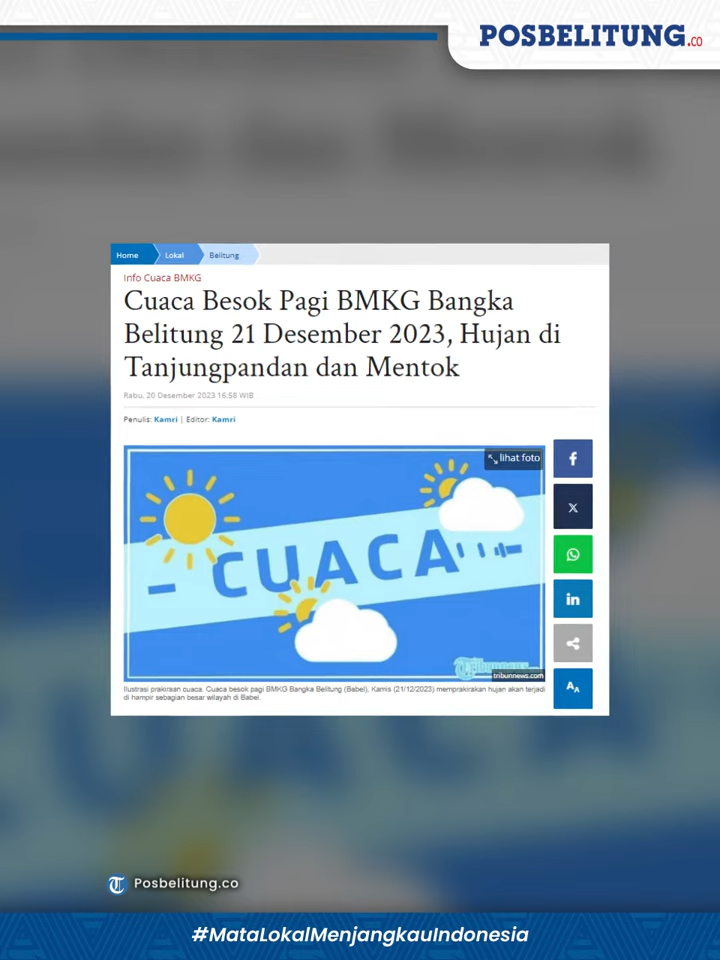 POSBELITUNG.CO
Home Lokal Belitung
Info Cuaca BMKG
Cuaca Besok Pagi BMKG Bangka
Belitung 21 Desember 2023, Hujan di
Tanjungpandan dan Mentok
Rabu, 20 Desember 2023 16:58 WIB
Penulis: Kamri | Editor: Kamri
lihat foto
- CUACA
Tribunnews
tribunnews.com
Ilustrasi prakiraan cuaca. Cuaca besok pagi BMKG Bangka Belitung (Babel), Kamis (21/12/2023) memprakirakan hujan akan terjadi
di hampir sebagian besar wilayah di Babel.
f
X
in
AA
T Posbelitung.co
#MataLokalMenjangkauIndonesia